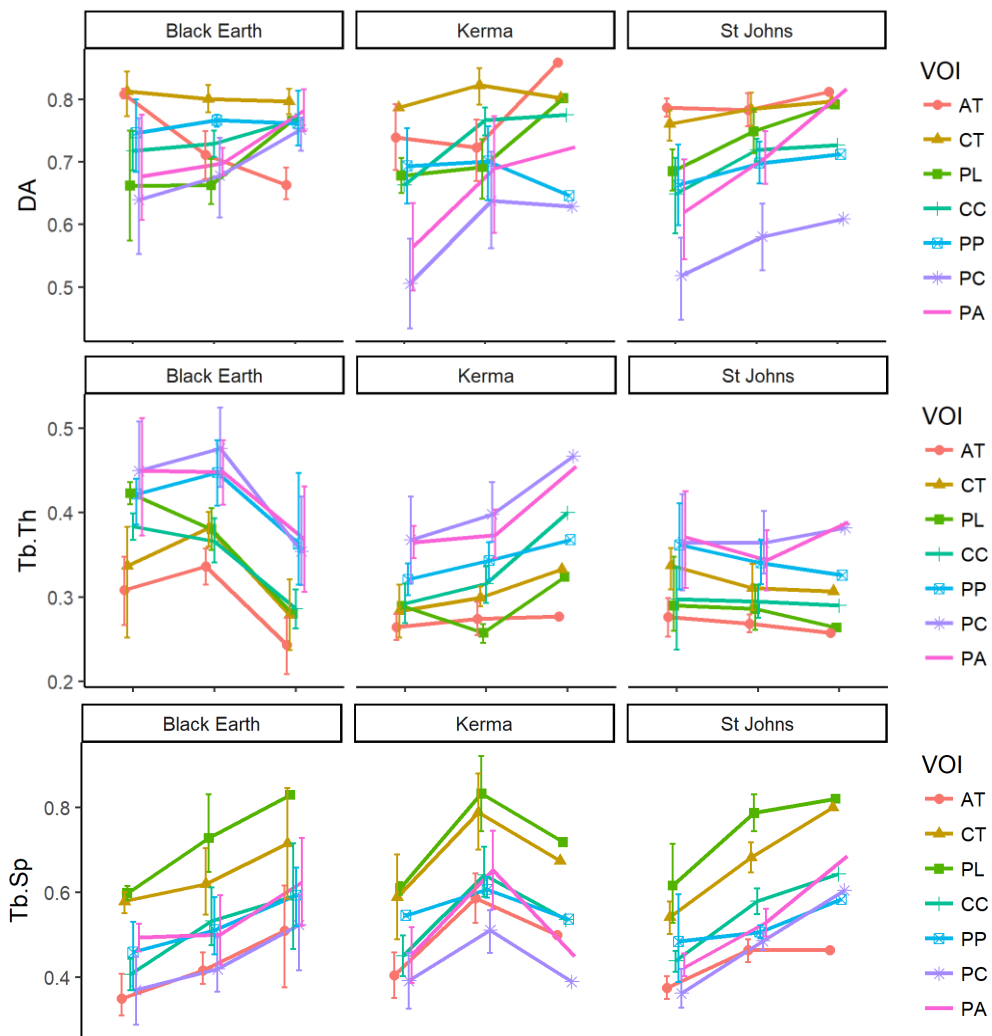 Black Earth
Kerma
St Johns
DA
0.8
0.7
0.6
0.5
VOI
AT
CT
PL
CC
PP
PC
PA
Black Earth
Kerma
St Johns
Tb.Th
0.5
0.4
0.3
0.2
VOI
AT
CT
PL
CC
PP
PC
PA
Black Earth
Kerma
St Johns
Tb.Sp
0.8
0.6
0.4
VOI
AT
CT
PL
CC
PP
PC
PA